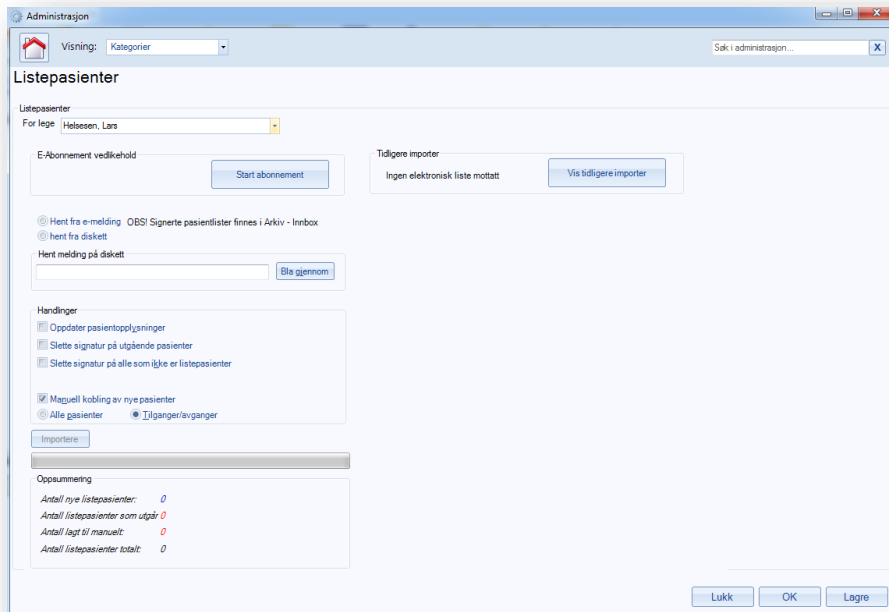 Administrasjon
Visning: Kategorier
Søk i administrasjon... X
Listepasienter
Listepasienter
For lege Helsesen, Lars
E-Abonnement vedlikehold
Start abonnement
Tidligere importer
Ingen elektronisk liste mottatt
Vis tidligere importer
Hent fra e-melding OBS! Signerte pasientlister finnes i Arkiv - Innbox
hent fra diskett
Hent melding på diskett
Bla gjennom
Handlinger
Oppdater pasientopplysninger
Slette signatur på utgående pasienter
Slette signatur på alle som ikke er listepasienter
Manuell kobling av nye pasienter
Alle pasienter Tilganger/avganger
Importere
Oppsummering
Antall nye listepasienter: 0
Antall listepasienter som utgår 0
Antall lagt til manuelt: 0
Antall listepasienter totalt: 0
Lukk OK Lagre